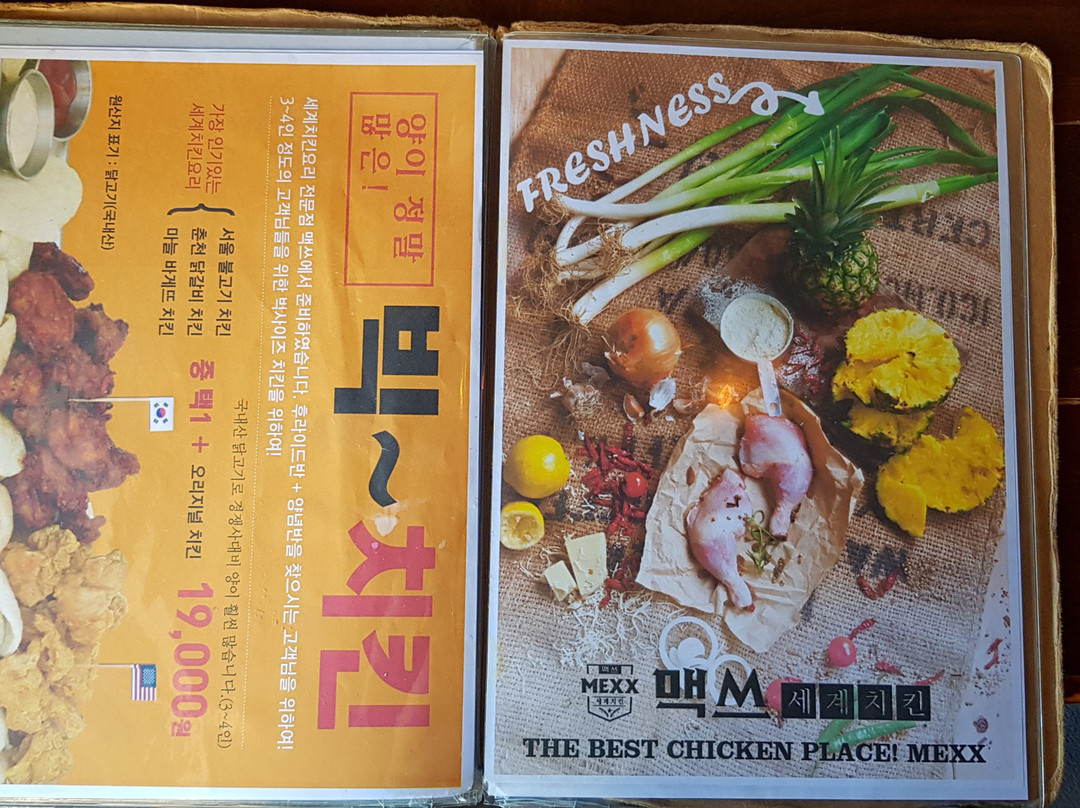 양이 정말
많은!
빅~치킨
세계치킨요리 전문점 맥쓰에서 준비하였습니다. 후라이드반 + 양념반을 찾으시는 고객님을 위하여!
3~4인 정도의 고객님들을 위한 빅사이즈 치킨을 위하여!
국내산 닭고기로 경쟁사대비 양이 훨씬 많습니다.(3~4인)
가장 인기있는
세계치킨요리
서울 불고기 치킨
춘천 닭갈비 치킨
마늘 바게뜨 치킨
중 택1 + 오리지널 치킨 19,000원
원산지 표기 : 닭고기(국내산)
FRESHNESS
맥쓰
MEXX
세계치킨
맥쓰 세계치킨
THE BEST CHICKEN PLACE! MEXX